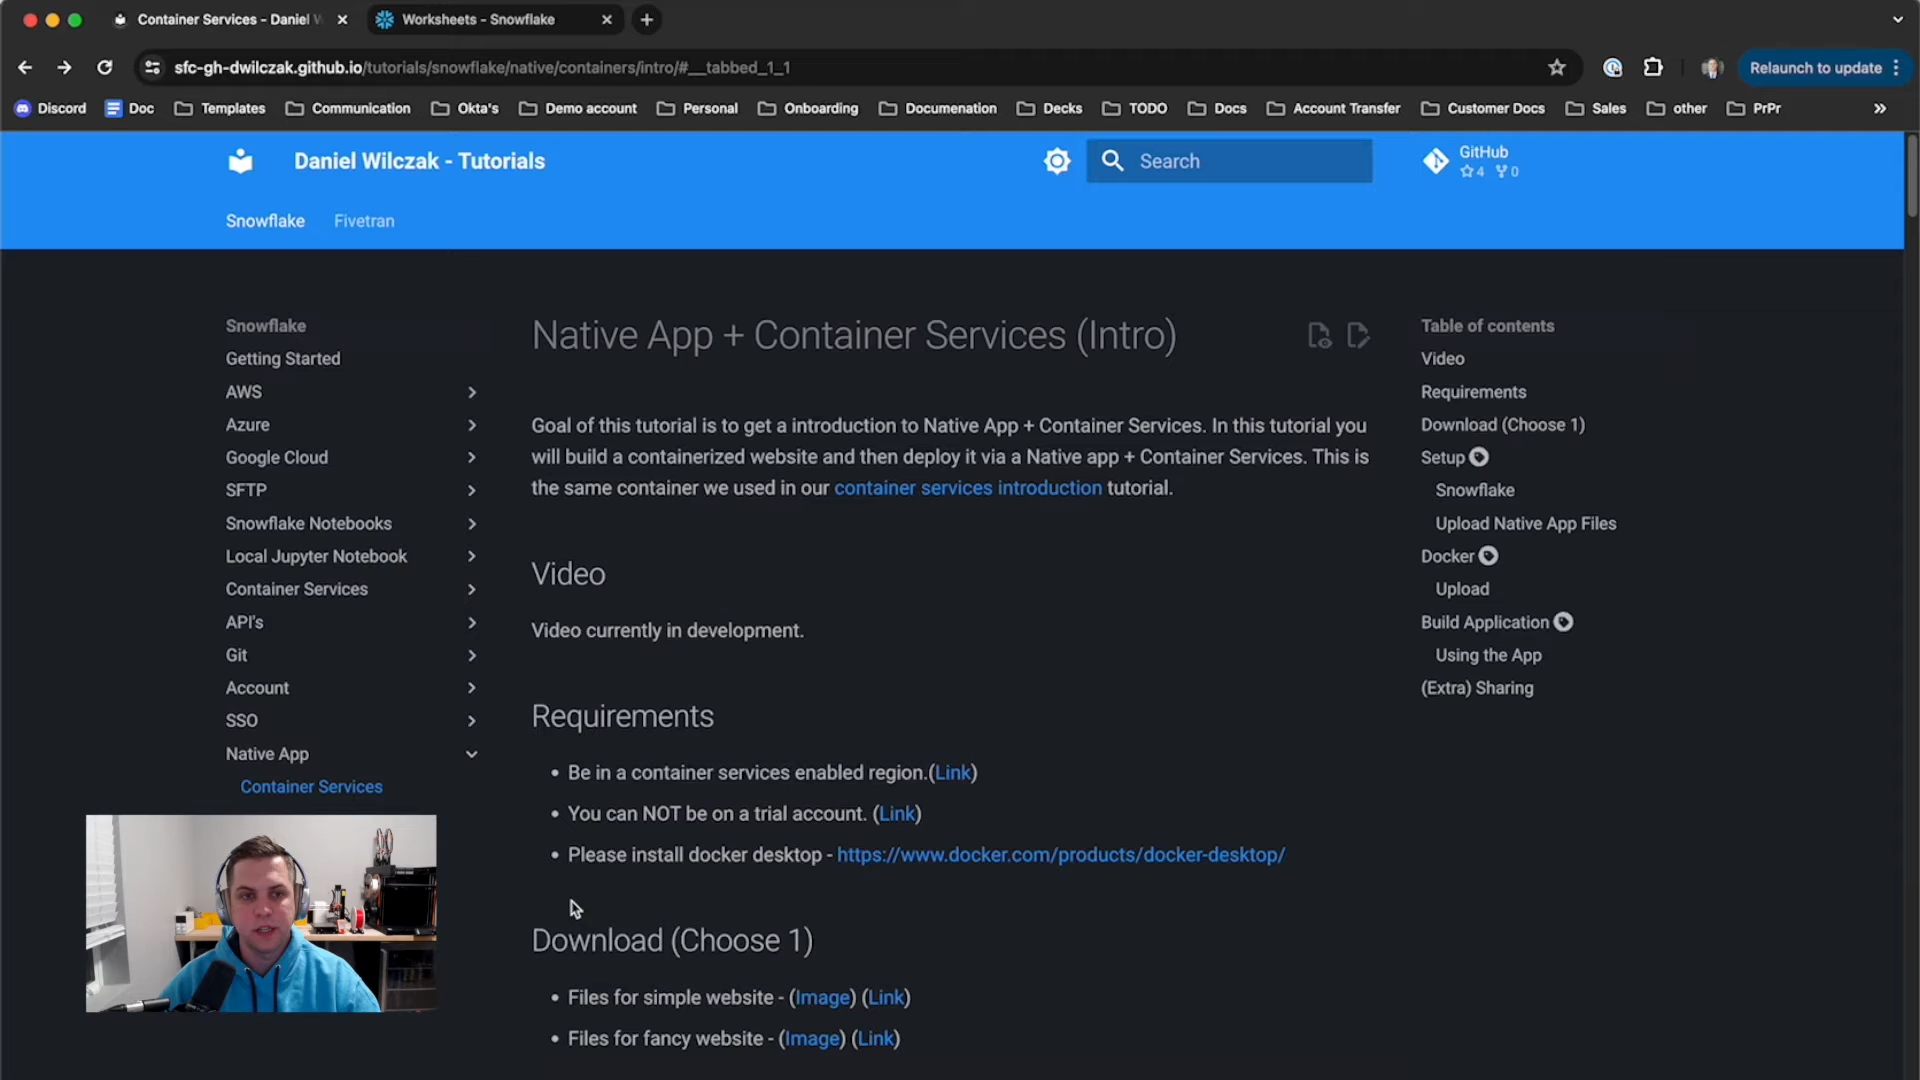 Container Services - Daniel W
Worksheets - Snowflake
sfc-gh-dwilczak.github.io/tutorials/snowflake/native/containers/intro/#__tabbed_1_1
Relaunch to update
Discord
Doc
Templates
Communication
Okta's
Demo account
Personal
Onboarding
Documenation
Decks
TODO
Docs
Account Transfer
Customer Docs
Sales
other
PrPr
Daniel Wilczak - Tutorials
Search
GitHub
4 0
Snowflake
Fivetran
Snowflake
Getting Started
AWS
Azure
Google Cloud
SFTP
Snowflake Notebooks
Local Jupyter Notebook
Container Services
API's
Git
Account
SSO
Native App
Container Services
Native App + Container Services (Intro)
Goal of this tutorial is to get a introduction to Native App + Container Services. In this tutorial you
will build a containerized website and then deploy it via a Native app + Container Services. This is
the same container we used in our container services introduction tutorial.
Video
Video currently in development.
Requirements
• Be in a container services enabled region.(Link)
• You can NOT be on a trial account. (Link)
• Please install docker desktop - https://www.docker.com/products/docker-desktop/
Download (Choose 1)
• Files for simple website - (Image) (Link)
• Files for fancy website - (Image) (Link)
Table of contents
Video
Requirements
Download (Choose 1)
Setup
Snowflake
Upload Native App Files
Docker
Upload
Build Application
Using the App
(Extra) Sharing